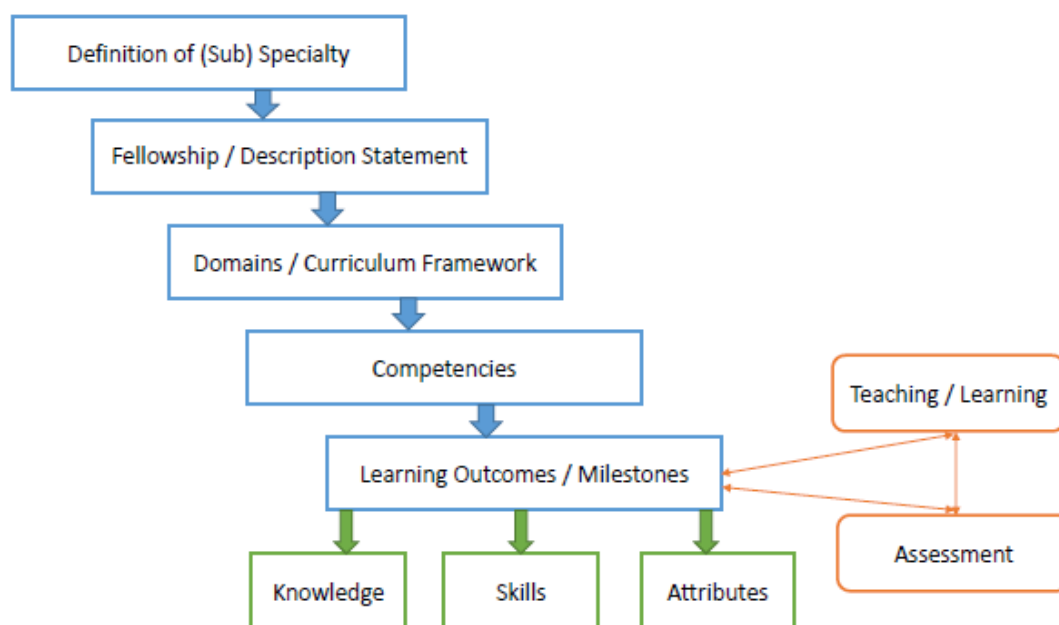 Definition of (Sub) Specialty
Fellowship / Description Statement
Domains / Curriculum Framework
Competencies
Teaching / Learning
Learning Outcomes / Milestones
Assessment
Knowledge
Skills
Attributes